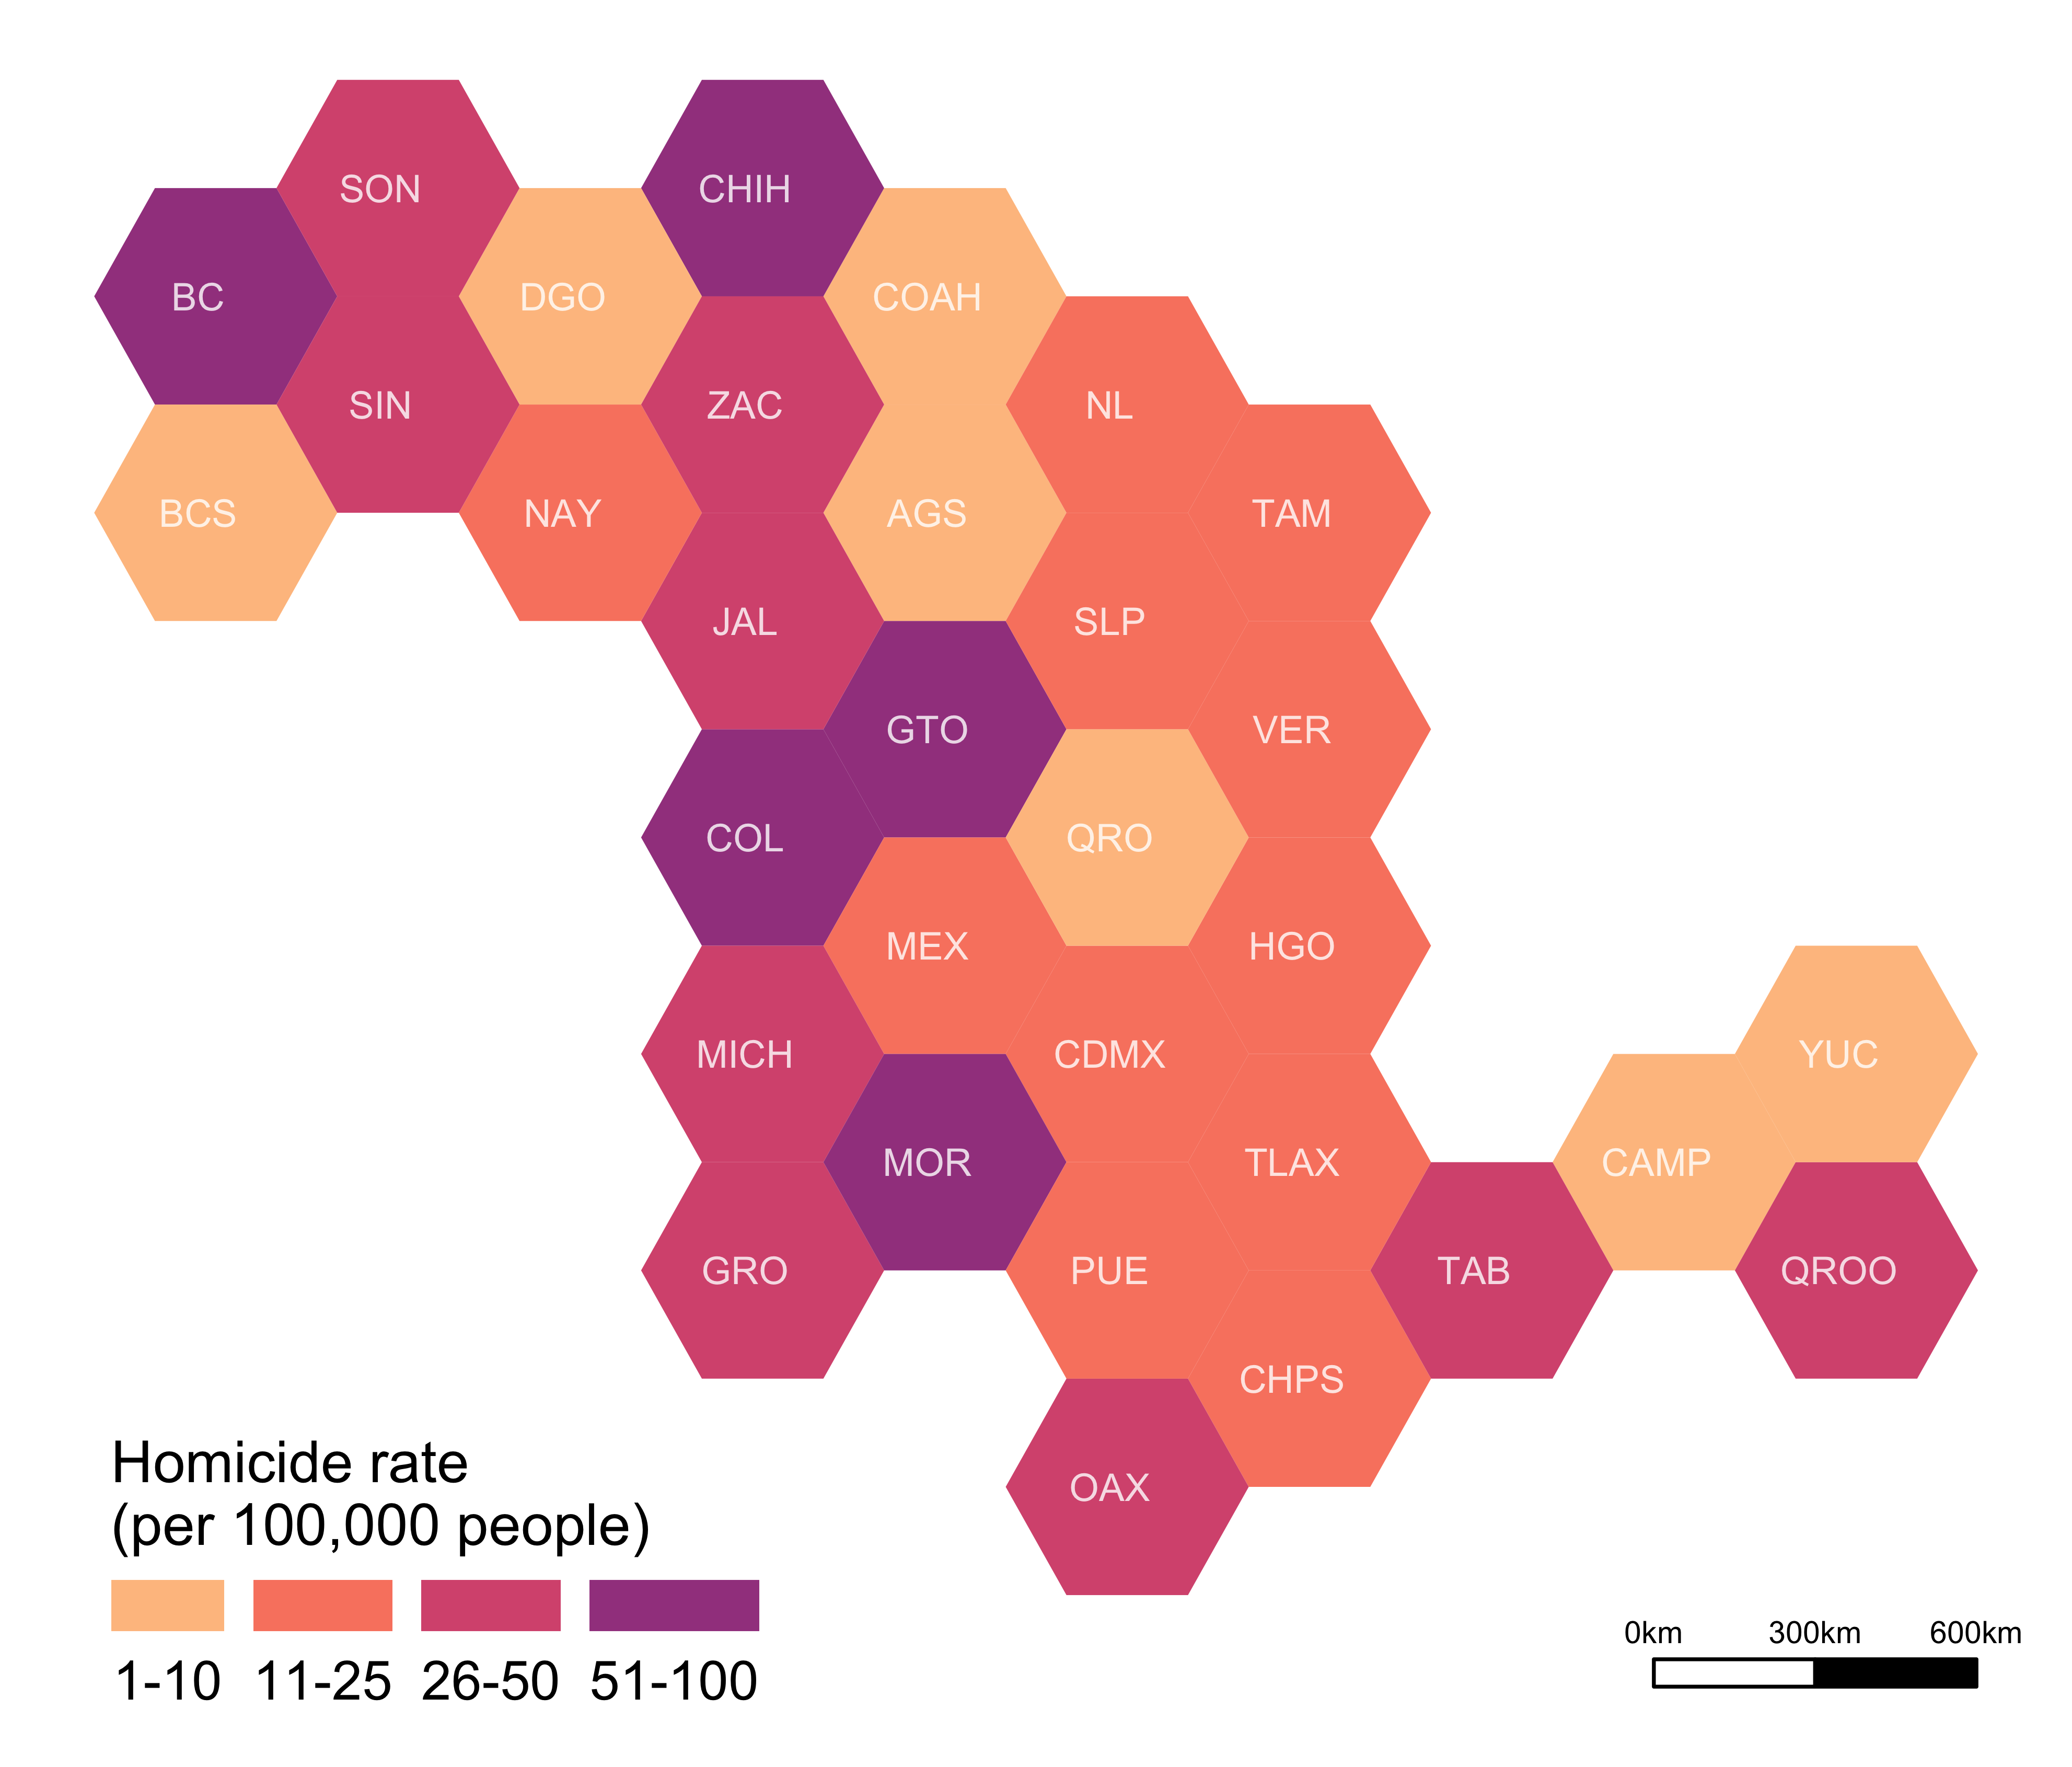 SON
CHIH
BC
DGO
COAH
SIN
ZAC
NL
BCS
NAY
AGS
TAM
JAL
SLP
GTO
VER
COL
QRO
MEX
HGO
MICH
CDMX
YUC
MOR
TLAX
CAMP
GRO
PUE
TAB
QROO
CHPS
OAX
Homicide rate
(per 100,000 people)
1-10 11-25 26-50 51-100
0km 300km 600km